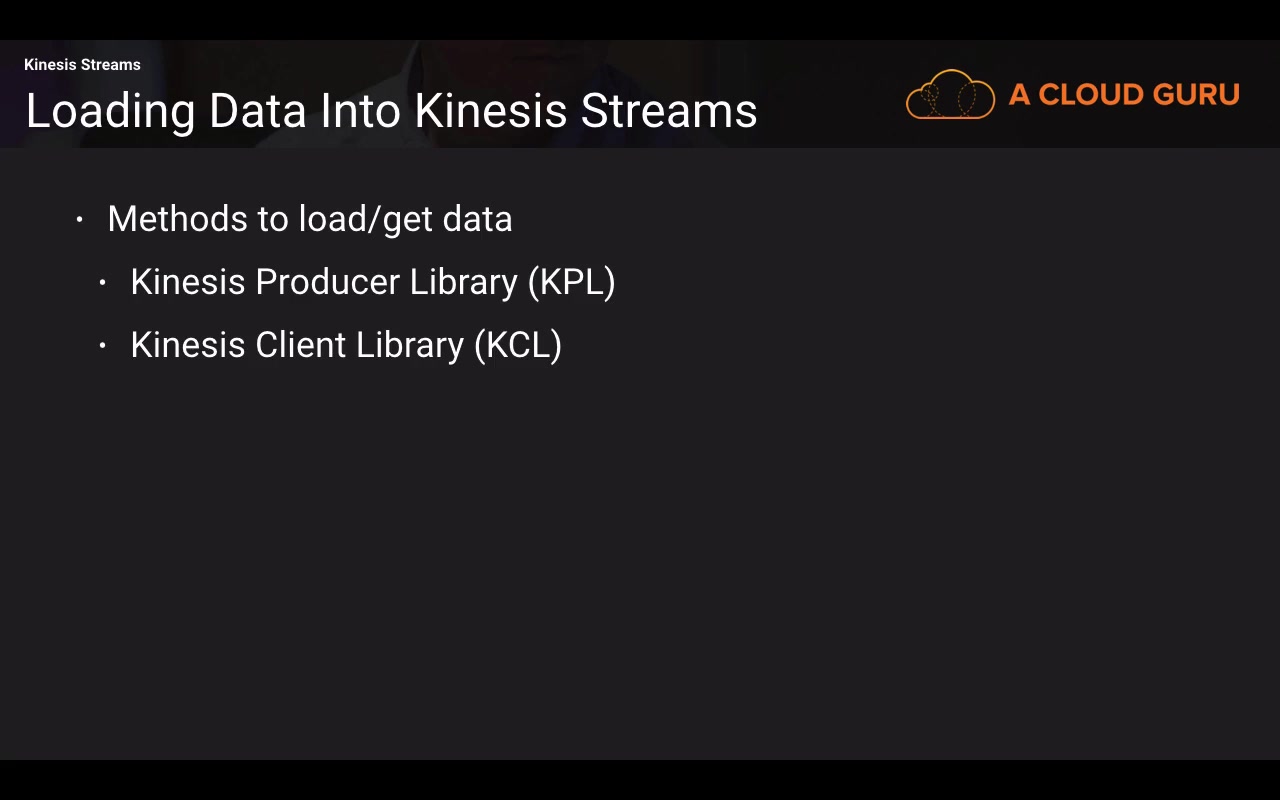 Kinesis Streams
Loading Data Into Kinesis Streams
A CLOUD GURU
• Methods to load/get data
• Kinesis Producer Library (KPL)
• Kinesis Client Library (KCL)